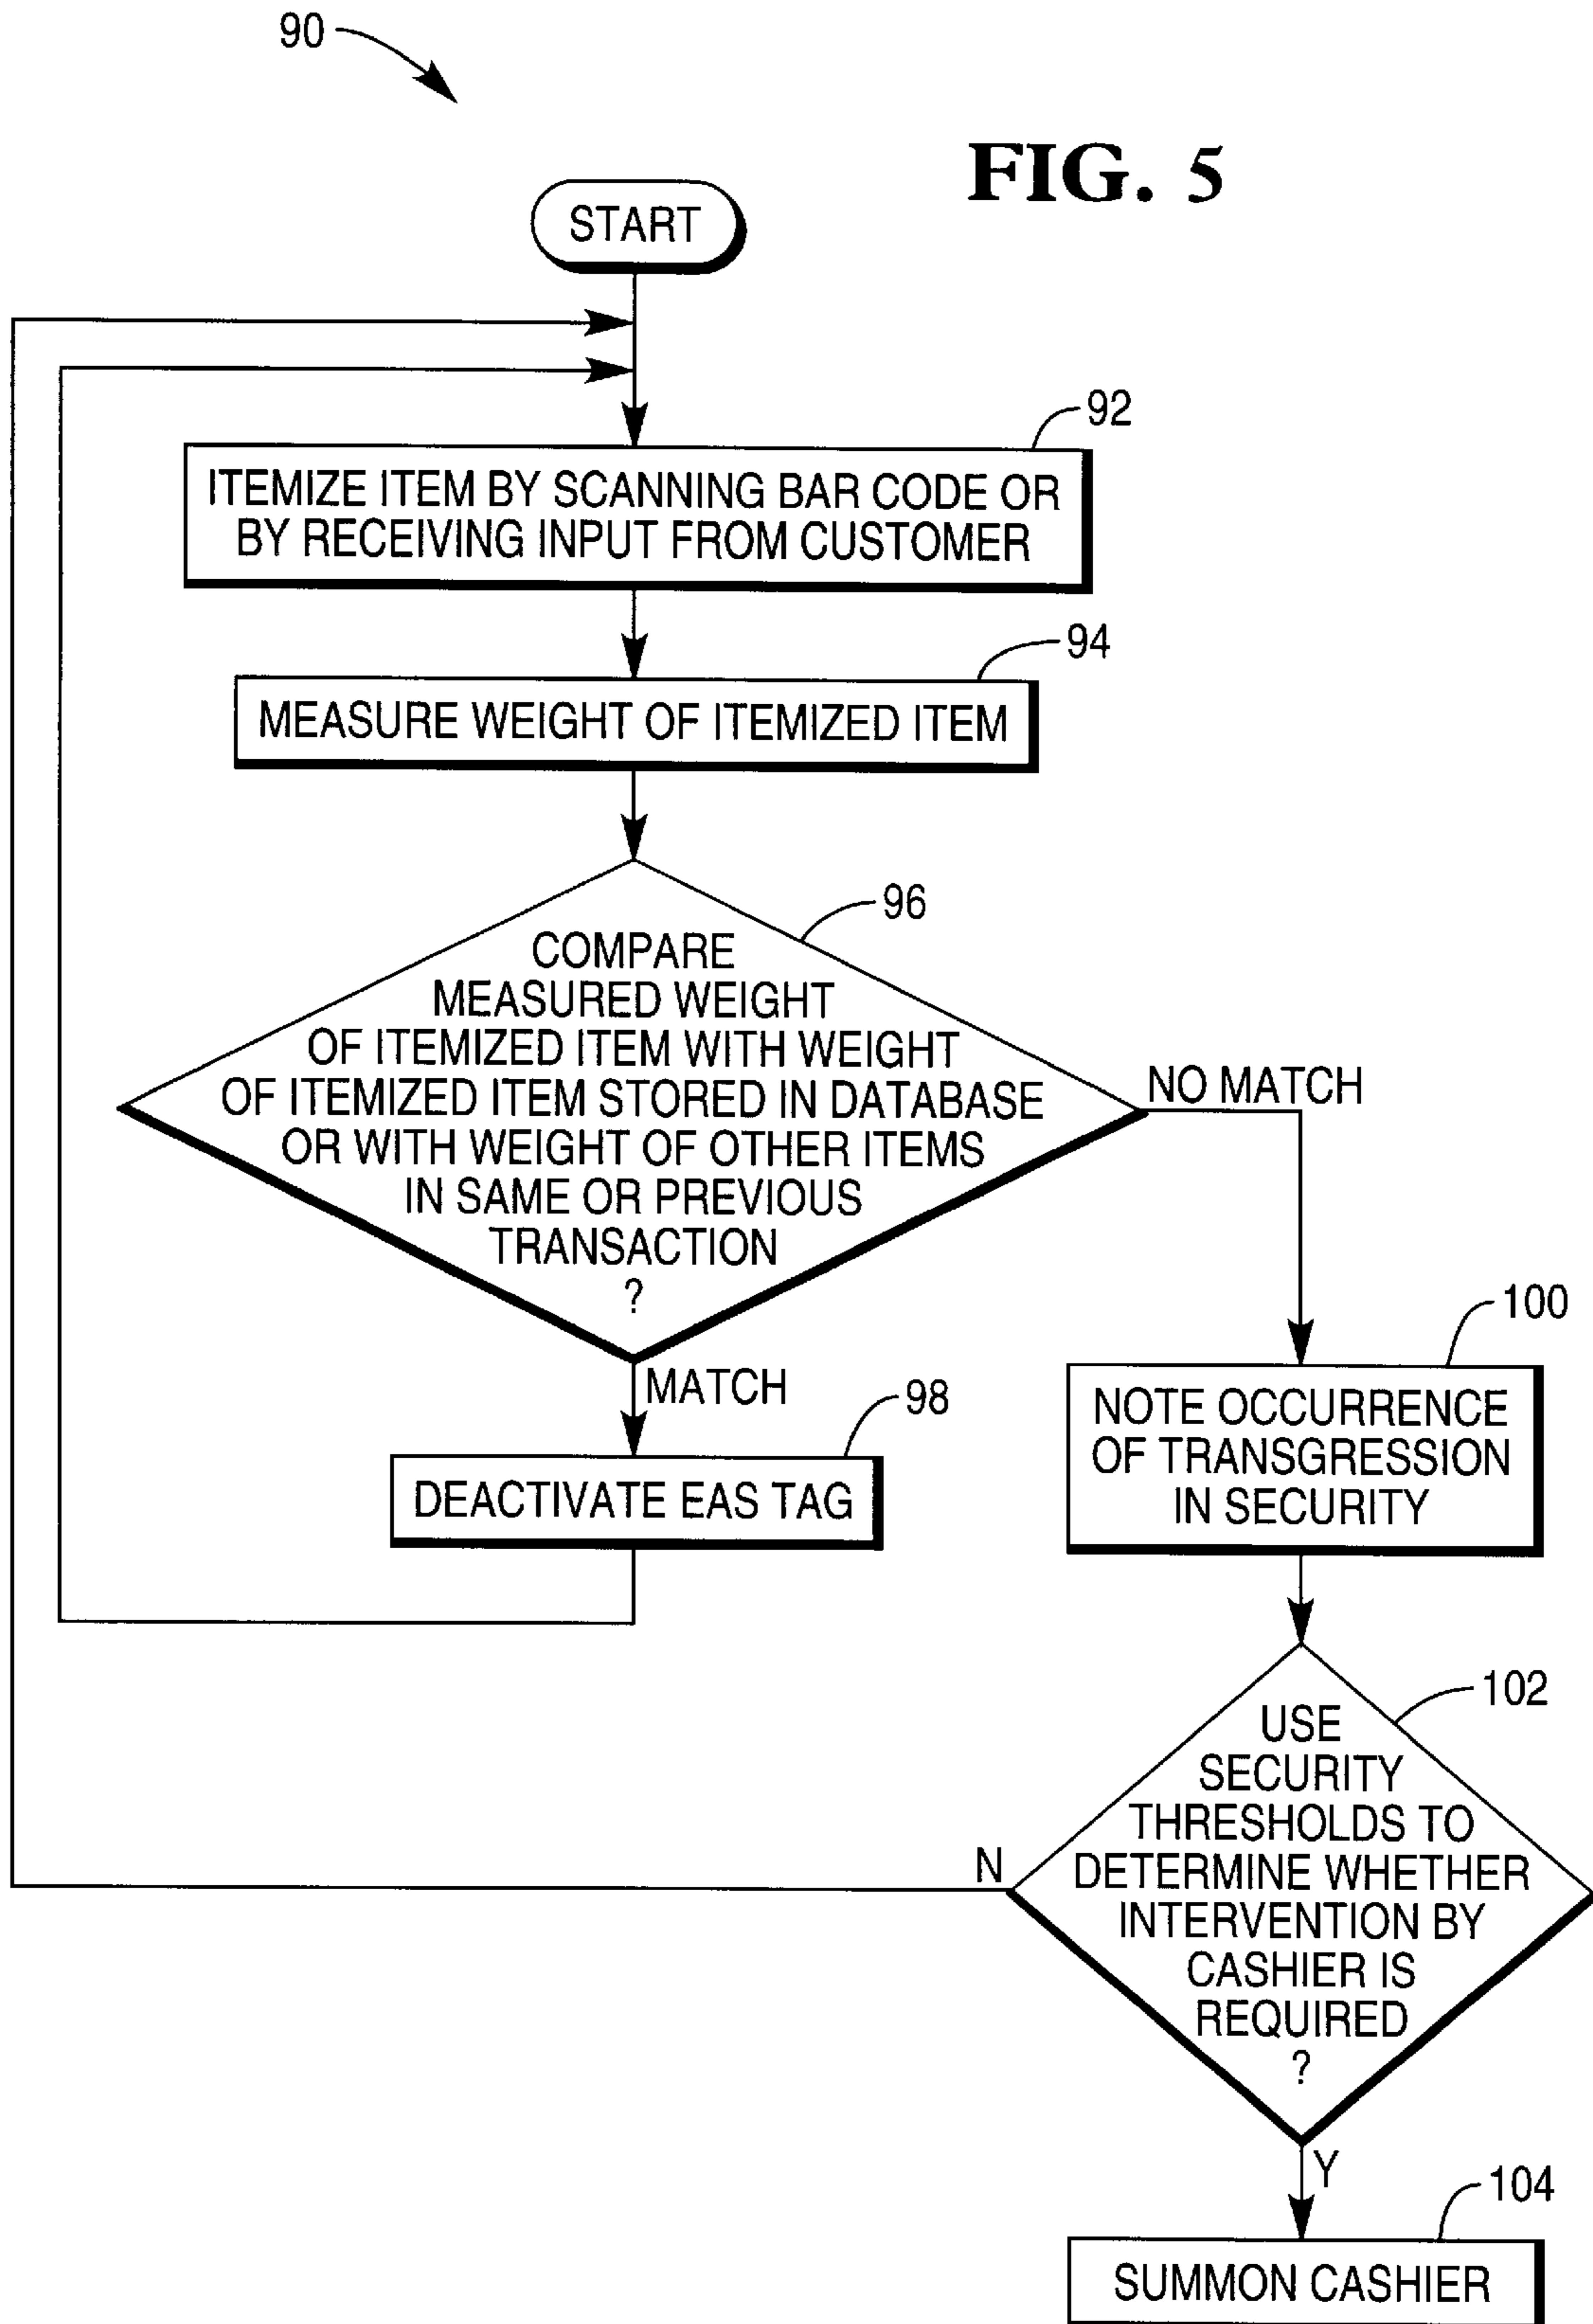 90
FIG. 5
START
92
ITEMIZE ITEM BY SCANNING BAR CODE OR
BY RECEIVING INPUT FROM CUSTOMER
94
MEASURE WEIGHT OF ITEMIZED ITEM
96
COMPARE
MEASURED WEIGHT
OF ITEMIZED ITEM WITH WEIGHT
OF ITEMIZED ITEM STORED IN DATABASE
OR WITH WEIGHT OF OTHER ITEMS
IN SAME OR PREVIOUS
TRANSACTION
?
NO MATCH
MATCH
98
DEACTIVATE EAS TAG
100
NOTE OCCURRENCE
OF TRANSGRESSION
IN SECURITY
102
USE
SECURITY
THRESHOLDS TO
DETERMINE WHETHER
INTERVENTION BY
CASHIER IS
REQUIRED
?
N
Y
104
SUMMON CASHIER